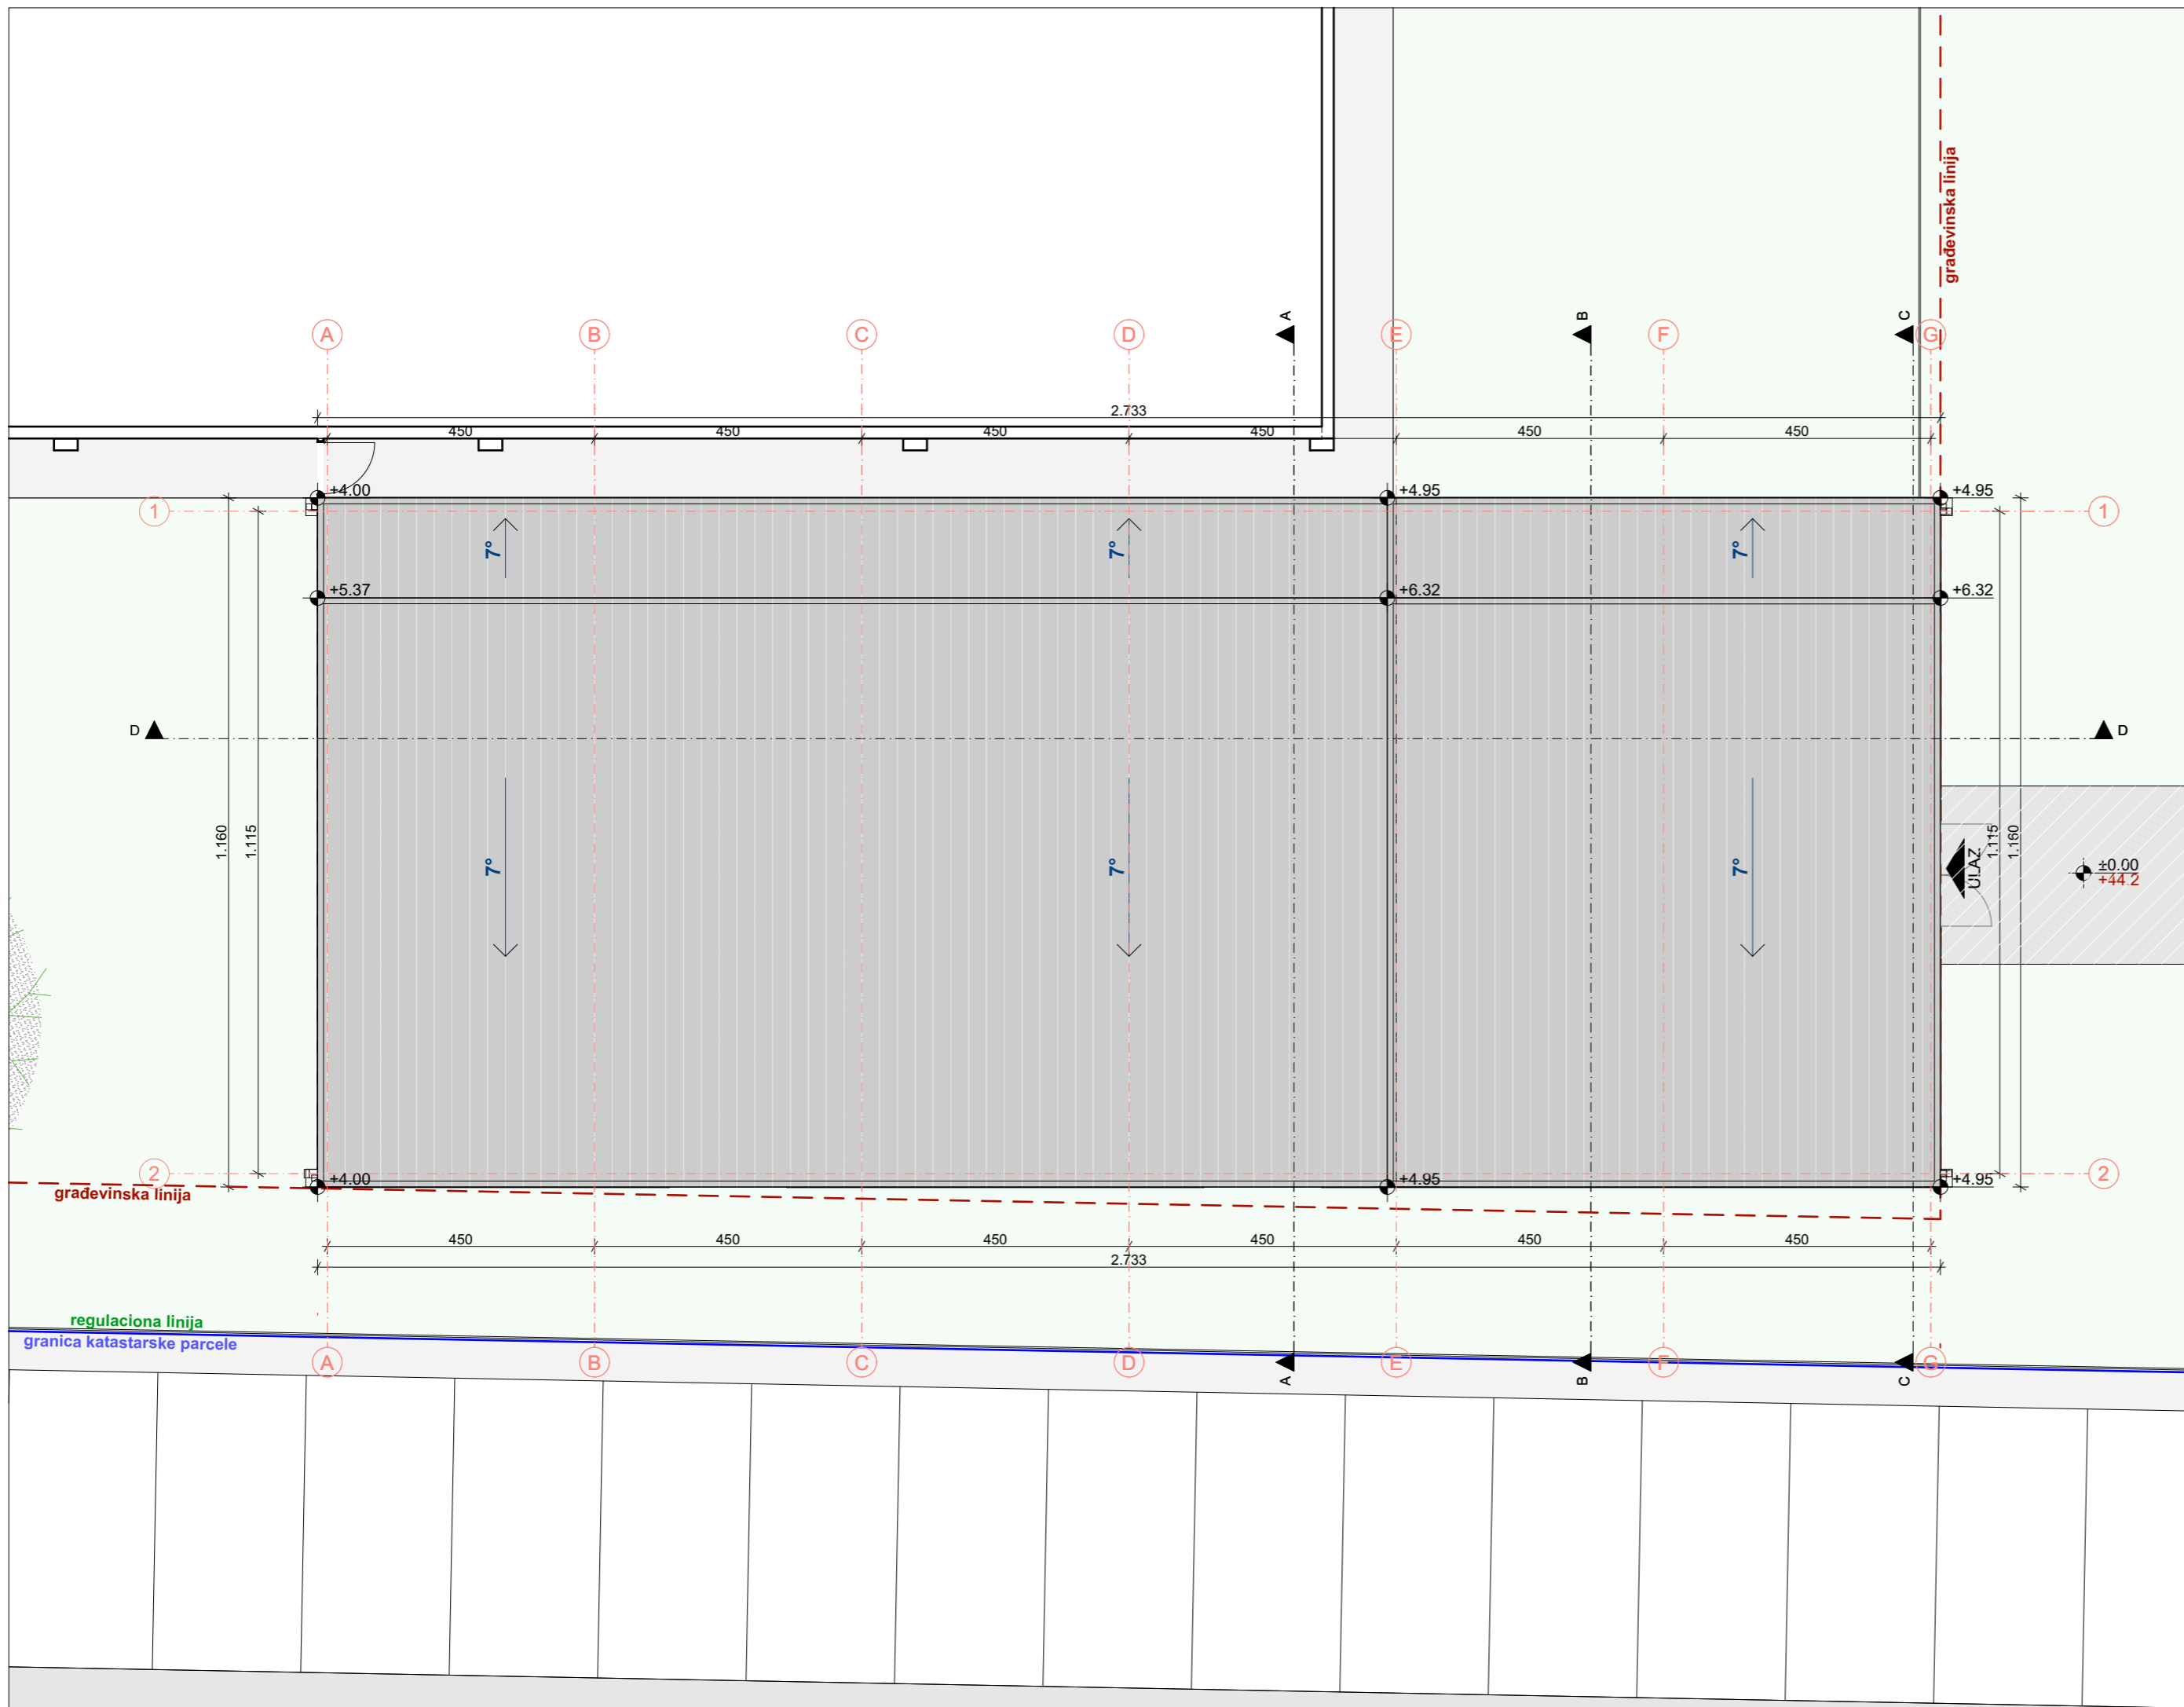 građevinska linija
A B C D A E B F C G
2.733
450 450 450 450 450 450
+4.00 +4.95 +4.95
1 1
7° 7° 7°
+5.37 +6.32 +6.32
D D
1.160 1.115 7° 7° 7° ULAZ 1.115 1.160
±0.00
+44.2
2 2
+4.00 +4.95 +4.95
građevinska linija
450 450 450 450 450 450
2.733
regulaciona linija
granica katastarske parcele
A B C D A E B F C G